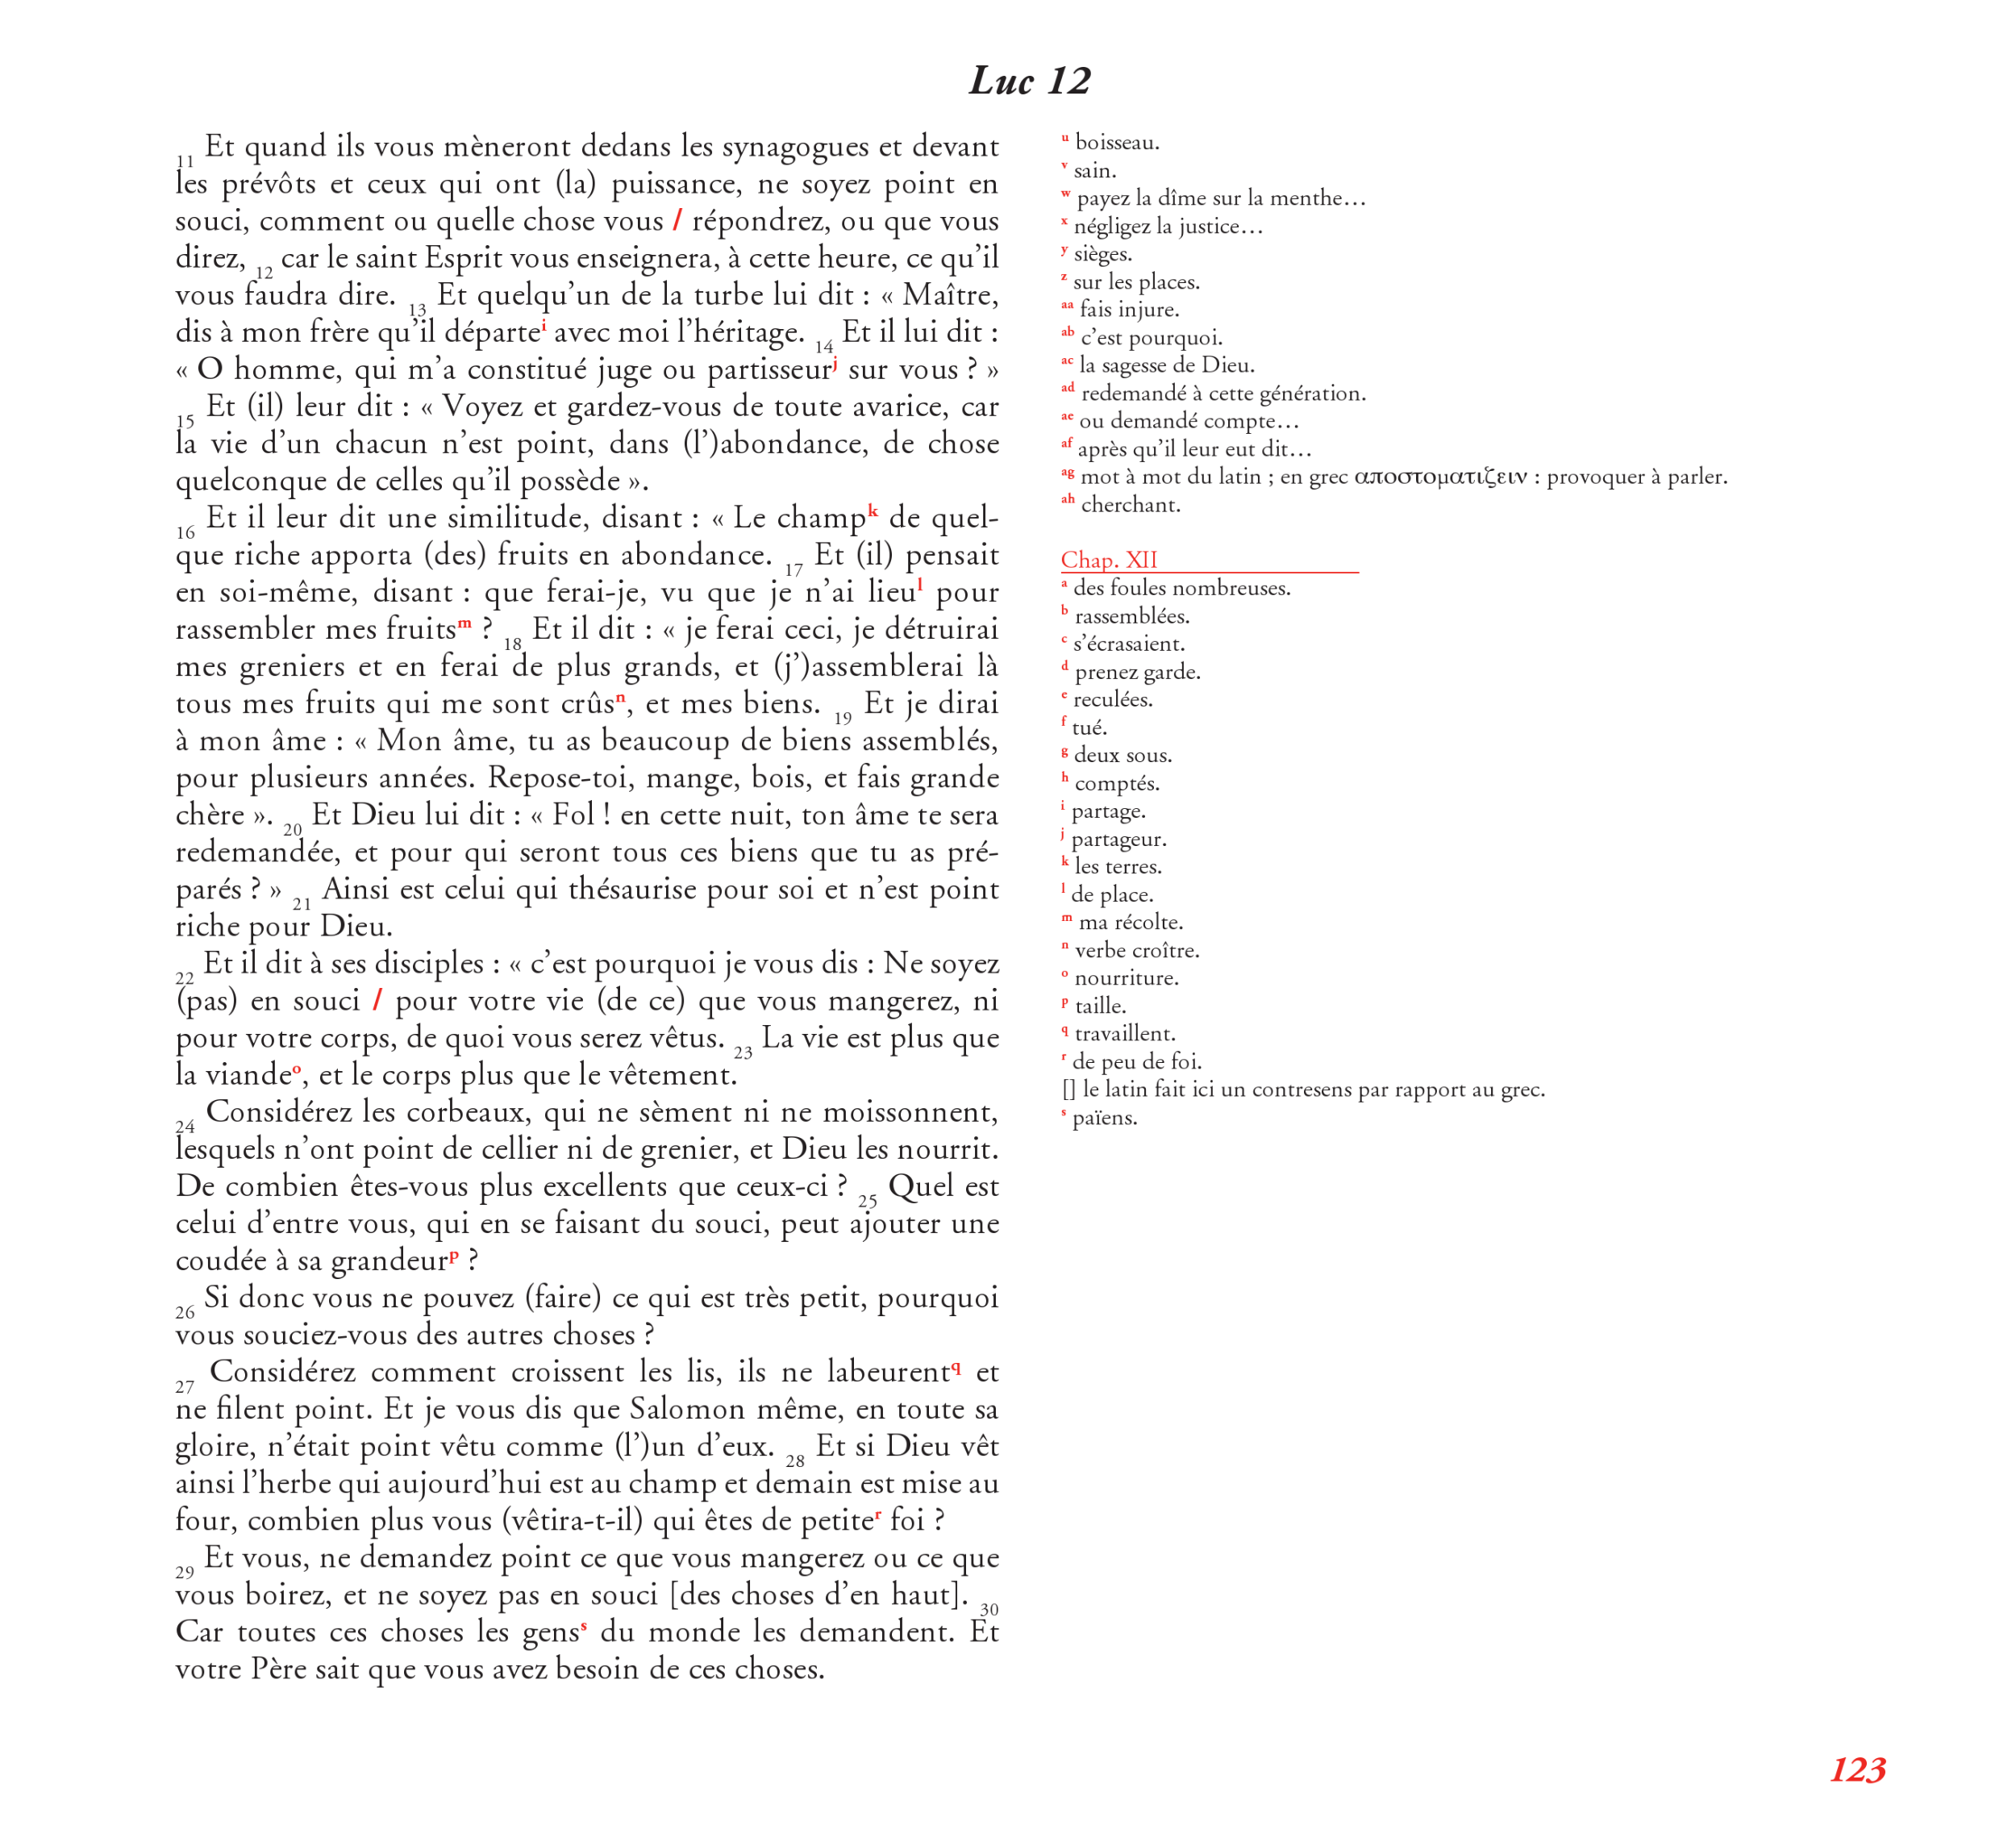 Luc 12
11 Et quand ils vous mèneront dedans les synagogues et devant
les prévôts et ceux qui ont (la) puissance, ne soyez point en
souci, comment ou quelle chose vous / répondrez, ou que vous
direz, 12 car le saint Esprit vous enseignera, à cette heure, ce qu’il
vous faudra dire. 13 Et quelqu’un de la turbe lui dit : « Maître,
dis à mon frère qu’il départe i avec moi l’héritage. 14 Et il lui dit :
« O homme, qui m’a constitué juge ou partisseur j sur vous ? »
15 Et (il) leur dit : « Voyez et gardez-vous de toute avarice, car
la vie d’un chacun n’est point, dans (l’)abondance, de chose
quelconque de celles qu’il possède ».
16 Et il leur dit une similitude, disant : « Le champ k de quel-
que riche apporta (des) fruits en abondance. 17 Et (il) pensait
en soi-même, disant : que ferai-je, vu que je n’ai lieu l pour
rassembler mes fruits m ? 18 Et il dit : « je ferai ceci, je détruirai
mes greniers et en ferai de plus grands, et (j’)assemblerai là
tous mes fruits qui me sont crûs n, et mes biens. 19 Et je dirai
à mon âme : « Mon âme, tu as beaucoup de biens assemblés,
pour plusieurs années. Repose-toi, mange, bois, et fais grande
chère ». 20 Et Dieu lui dit : « Fol ! en cette nuit, ton âme te sera
redemandée, et pour qui seront tous ces biens que tu as pré-
parés ? » 21 Ainsi est celui qui thésaurise pour soi et n’est point
riche pour Dieu.
22 Et il dit à ses disciples : « c’est pourquoi je vous dis : Ne soyez
(pas) en souci / pour votre vie (de ce) que vous mangerez, ni
pour votre corps, de quoi vous serez vêtus. 23 La vie est plus que
la viande o, et le corps plus que le vêtement.
24 Considérez les corbeaux, qui ne sèment ni ne moissonnent,
lesquels n’ont point de cellier ni de grenier, et Dieu les nourrit.
De combien êtes-vous plus excellents que ceux-ci ? 25 Quel est
celui d’entre vous, qui en se faisant du souci, peut ajouter une
coudée à sa grandeur p ?
26 Si donc vous ne pouvez (faire) ce qui est très petit, pourquoi
vous souciez-vous des autres choses ?
27 Considérez comment croissent les lis, ils ne labeurent q et
ne filent point. Et je vous dis que Salomon même, en toute sa
gloire, n’était point vêtu comme (l’)un d’eux. 28 Et si Dieu vêt
ainsi l’herbe qui aujourd’hui est au champ et demain est mise au
four, combien plus vous (vêtira-t-il) qui êtes de petite r foi ?
29 Et vous, ne demandez point ce que vous mangerez ou ce que
vous boirez, et ne soyez pas en souci [des choses d’en haut]. 30
Car toutes ces choses les gens s du monde les demandent. Et
votre Père sait que vous avez besoin de ces choses.
u boisseau.
v sain.
w payez la dîme sur la menthe…
x négligez la justice…
y sièges.
z sur les places.
aa fais injure.
ab c’est pourquoi.
ac la sagesse de Dieu.
ad redemandé à cette génération.
ae ou demandé compte…
af après qu’il leur eut dit…
ag mot à mot du latin ; en grec αποστοματιζειν : provoquer à parler.
ah cherchant.
Chap. XII
a des foules nombreuses.
b rassemblées.
c s’écrasaient.
d prenez garde.
e reculées.
f tué.
g deux sous.
h comptés.
i partage.
j partageur.
k les terres.
l de place.
m ma récolte.
n verbe croître.
o nourriture.
p taille.
q travaillent.
r de peu de foi.
[] le latin fait ici un contresens par rapport au grec.
s païens.
123